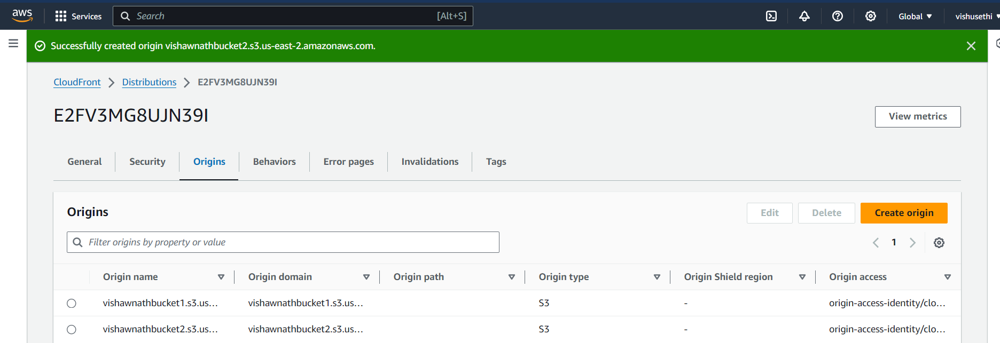 aws Services Search [Alt+S] Global vishusethi
Successfully created origin vishawnathbucket2.s3.us-east-2.amazonaws.com.
CloudFront Distributions E2FV3MG8UJN39I
E2FV3MG8UJN39I
View metrics
General Security Origins Behaviors Error pages Invalidations Tags
Origins Edit Delete Create origin
Filter origins by property or value 1
Origin name Origin domain Origin path Origin type Origin Shield region Origin access
vishawnathbucket1.s3.us... vishawnathbucket1.s3.us... S3 - origin-access-identity/clo...
vishawnathbucket2.s3.us... vishawnathbucket2.s3.us... S3 - origin-access-identity/clo...